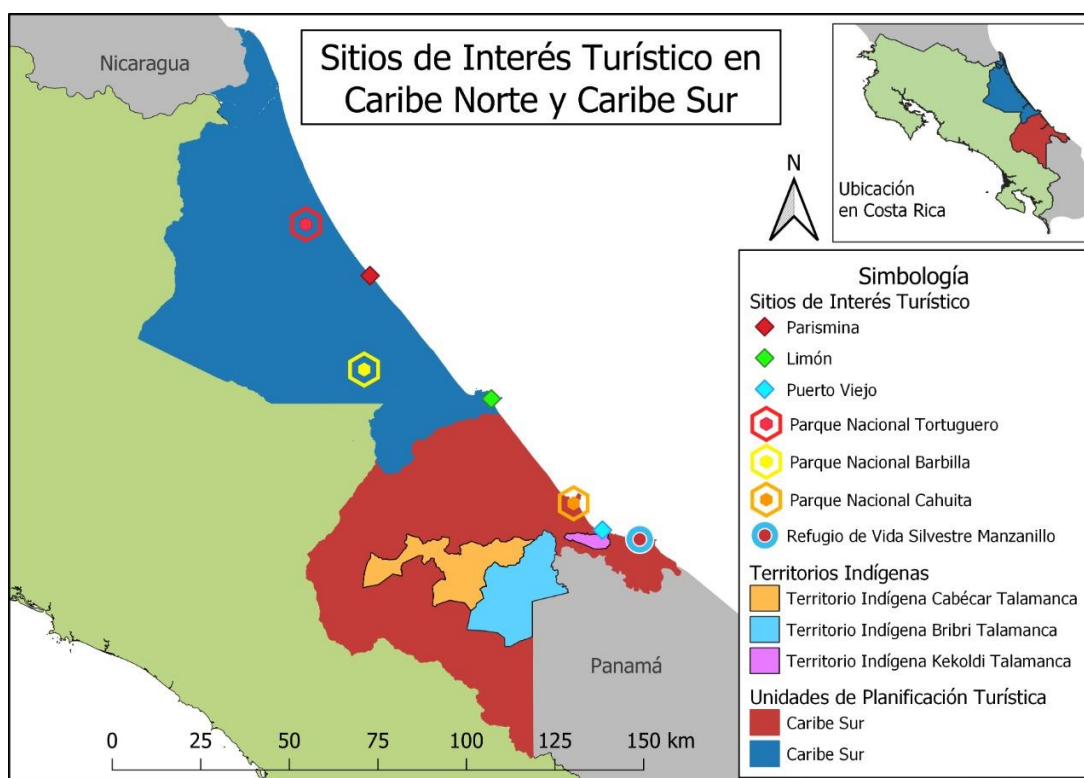 Nicaragua
Sitios de Interés Turístico en
Caribe Norte y Caribe Sur
N
Ubicación
en Costa Rica
Simbología
Sitios de Interés Turístico
Parismina
Limón
Puerto Viejo
Parque Nacional Tortuguero
Parque Nacional Barbilla
Parque Nacional Cahuita
Refugio de Vida Silvestre Manzanillo
Territorios Indígenas
Territorio Indígena Cabécar Talamanca
Territorio Indígena Bribri Talamanca
Territorio Indígena Kekoldi Talamanca
Unidades de Planificación Turística
Caribe Sur
Caribe Sur
Panamá
0 25 50 75 100 125 150 km